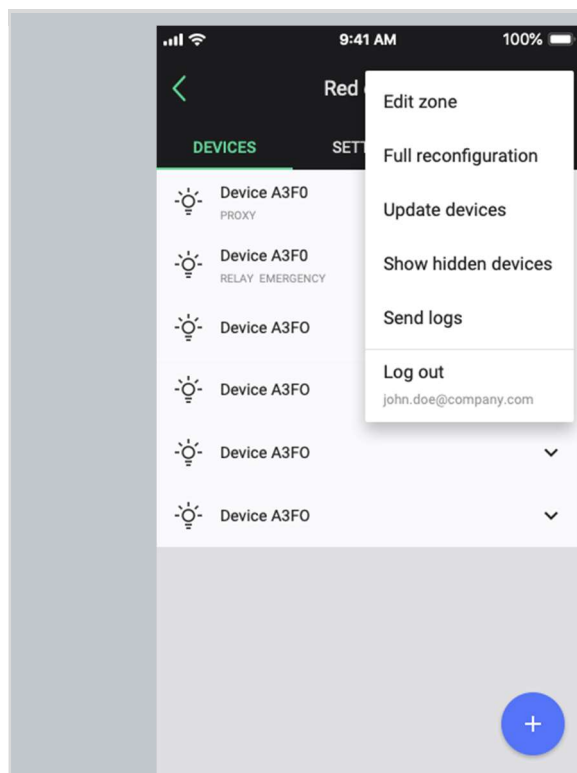 9:41 AM 100%
Red
DEVICES SETT
Edit zone
Full reconfiguration
Update devices
Show hidden devices
Send logs
Log out
john.doe@company.com
Device A3F0
PROXY
Device A3F0
RELAY EMERGENCY
Device A3FO
Device A3FO
Device A3FO
Device A3FO